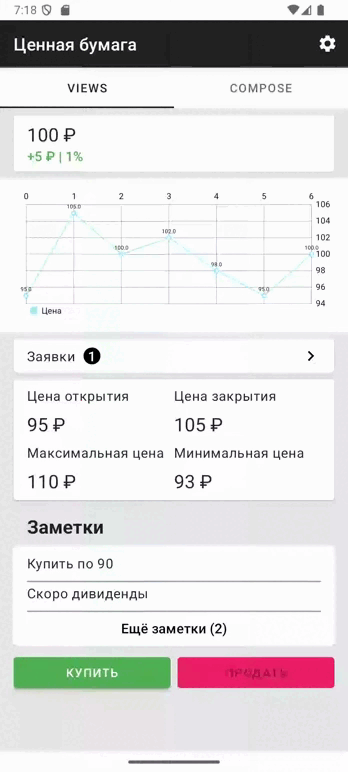 7:18
Ценная бумага
VIEWS COMPOSE
100 ₽
+5 ₽ | 1%
0 1 2 3 4 5 6
106
105.0
104
102.0
102
100.0
100.0
100
98.0
98
96
95.0
95.0
94
Цена
Заявки 1
Цена открытия Цена закрытия
95 ₽ 105 ₽
Максимальная цена Минимальная цена
110 ₽ 93 ₽
Заметки
Купить по 90
Скоро дивиденды
Ещё заметки (2)
КУПИТЬ ПРОДАТЬ